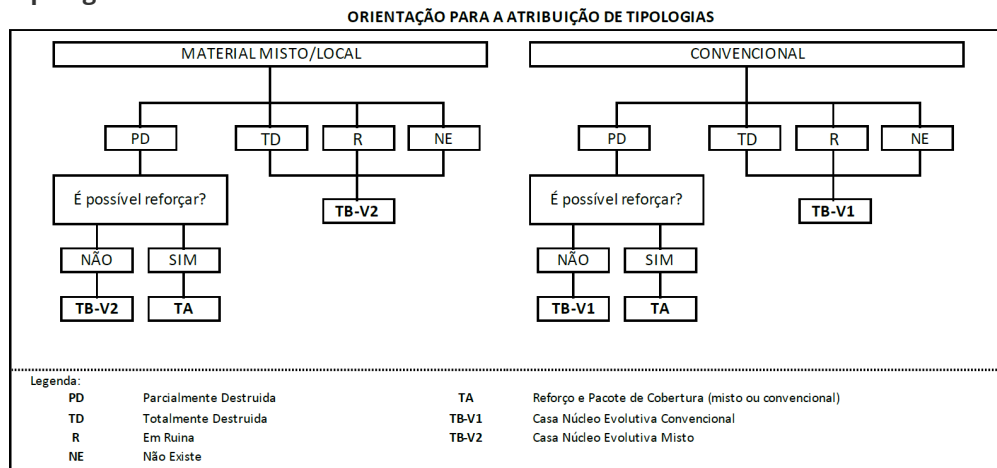 ORIENTAÇÃO PARA A ATRIBUIÇÃO DE TIPOLOGIAS
MATERIAL MISTO/LOCAL
PD
TD
R
NE
É possível reforçar?
TB-V2
NÃO
SIM
TB-V2
TA
CONVENCIONAL
PD
TD
R
NE
É possível reforçar?
TB-V1
NÃO
SIM
TB-V1
TA
Legenda:
PD Parcialmente Destruida
TD Totalmente Destruida
R Em Ruina
NE Não Existe
TA Reforço e Pacote de Cobertura (misto ou convencional)
TB-V1 Casa Núcleo Evolutiva Convencional
TB-V2 Casa Núcleo Evolutiva Misto